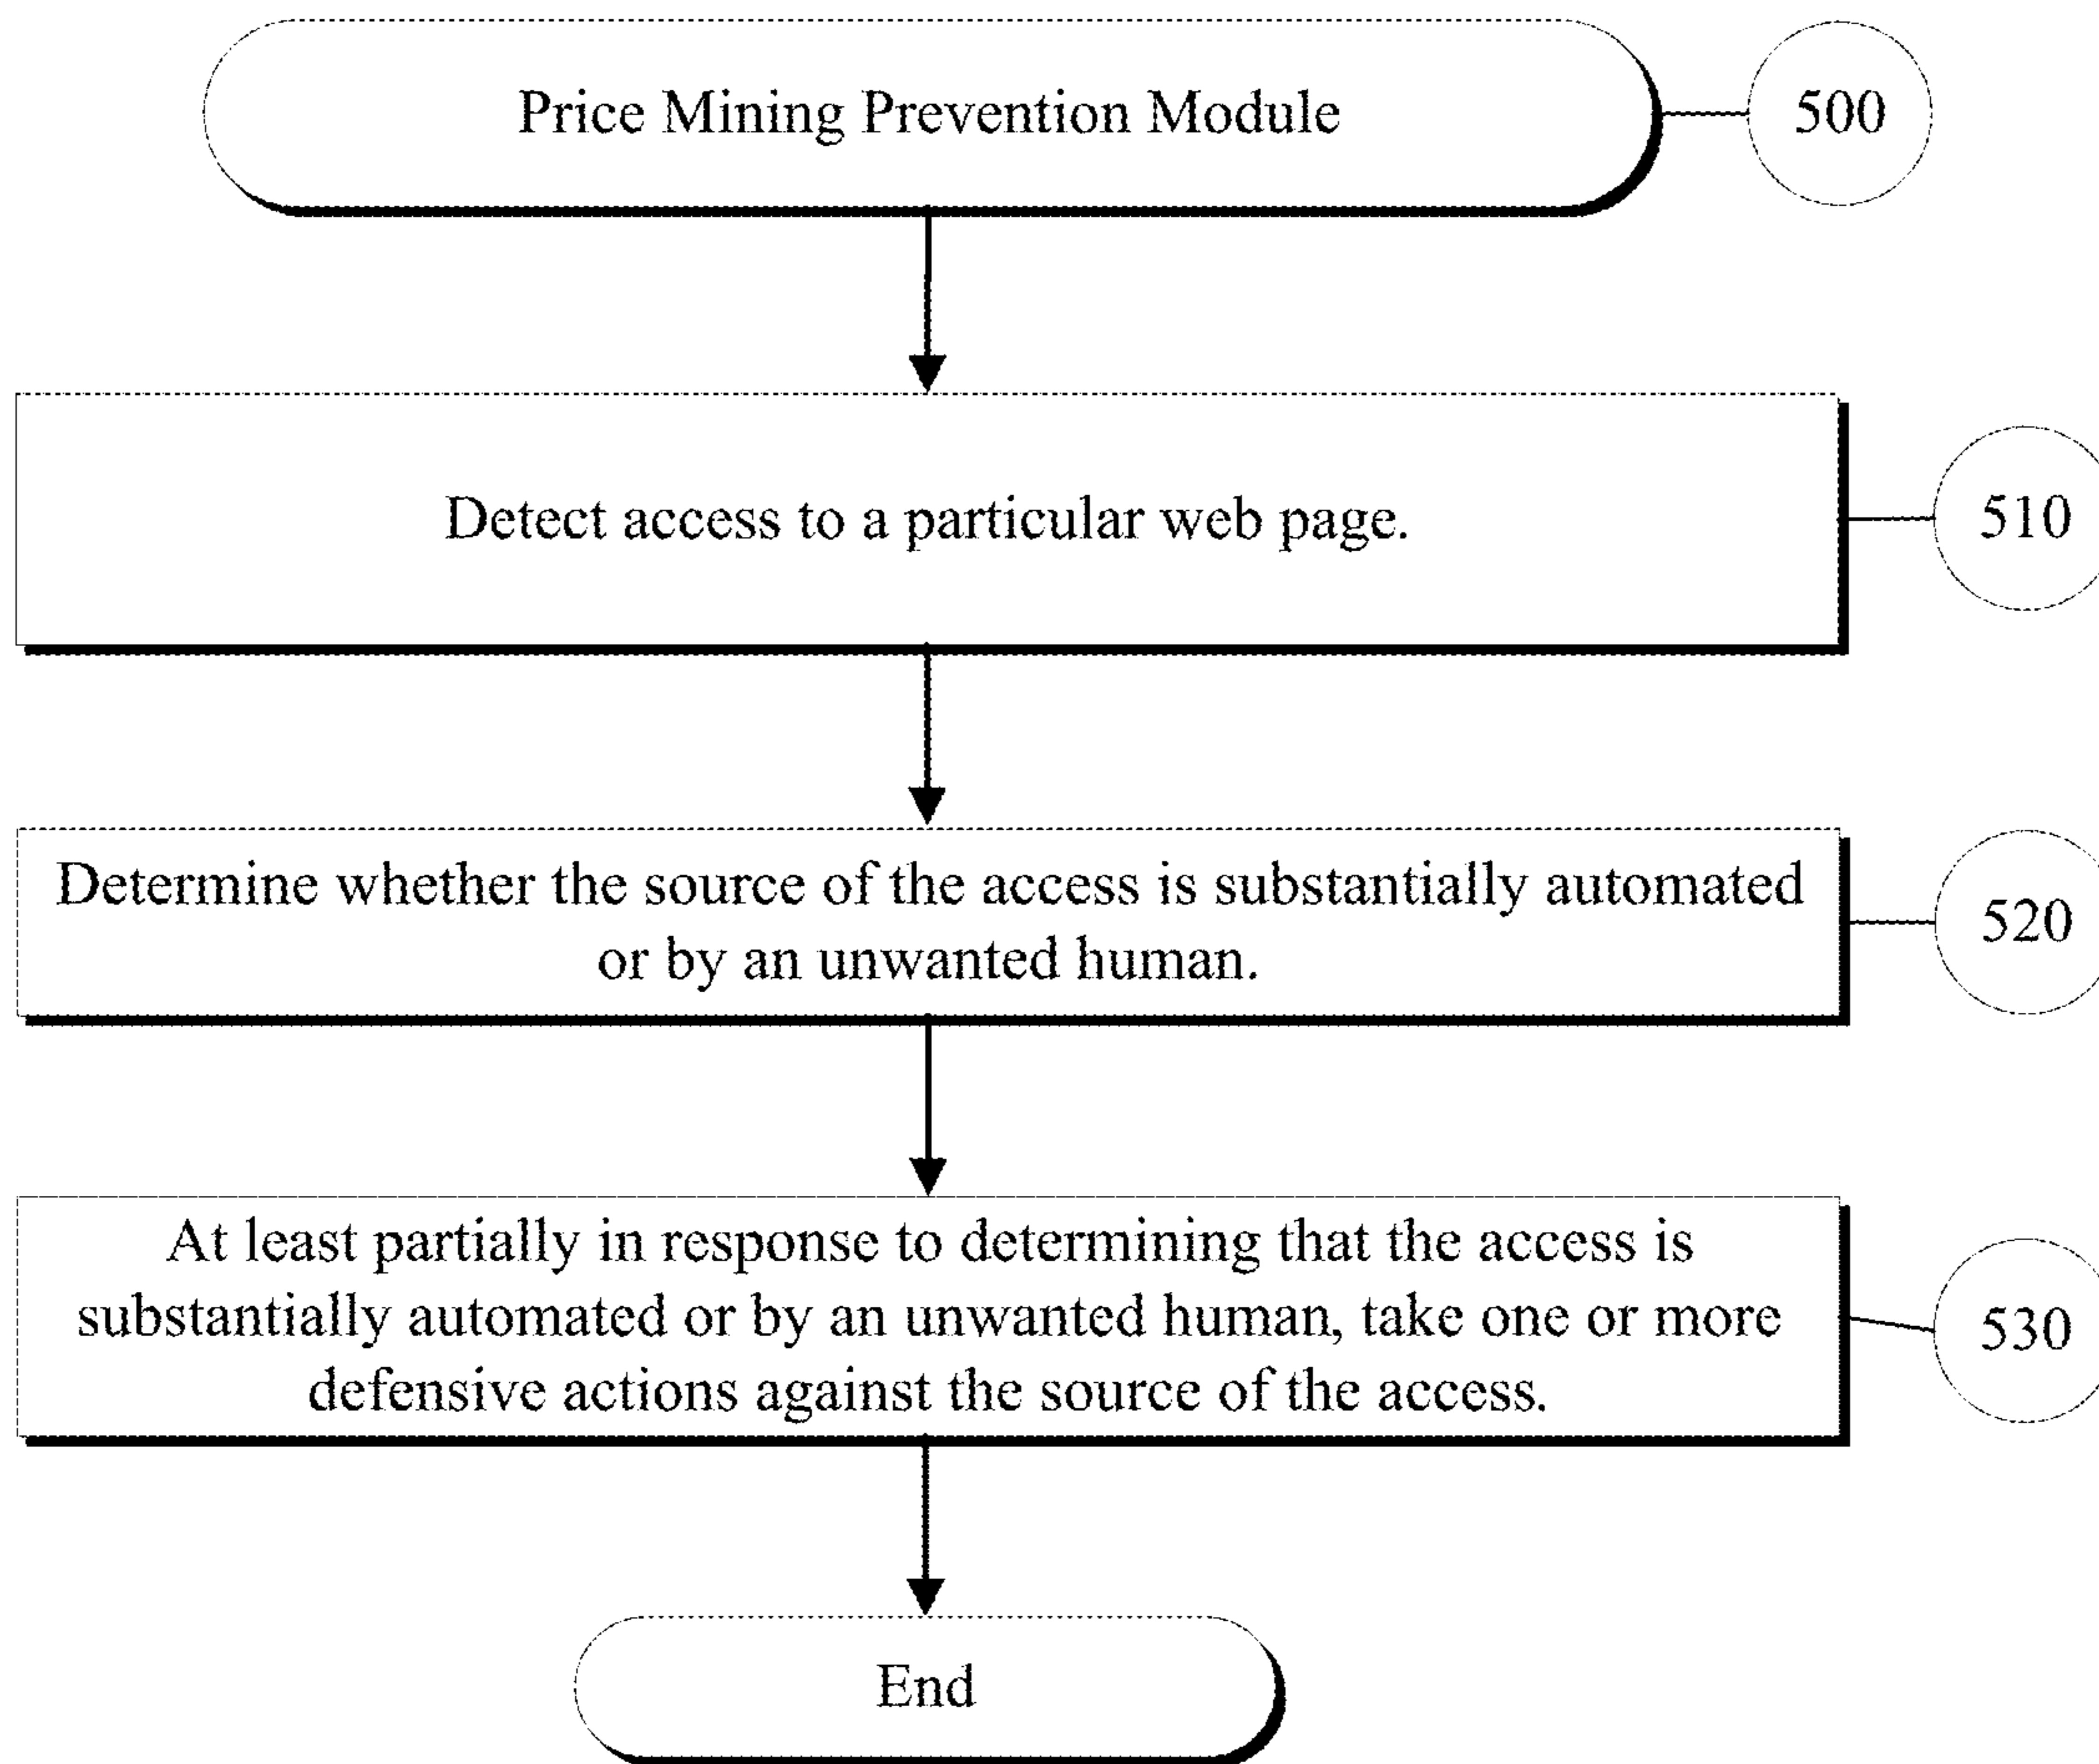 Price Mining Prevention Module
500
Detect access to a particular web page.
510
Determine whether the source of the access is substantially automated
or by an unwanted human.
520
At least partially in response to determining that the access is
substantially automated or by an unwanted human, take one or more
defensive actions against the source of the access.
530
End